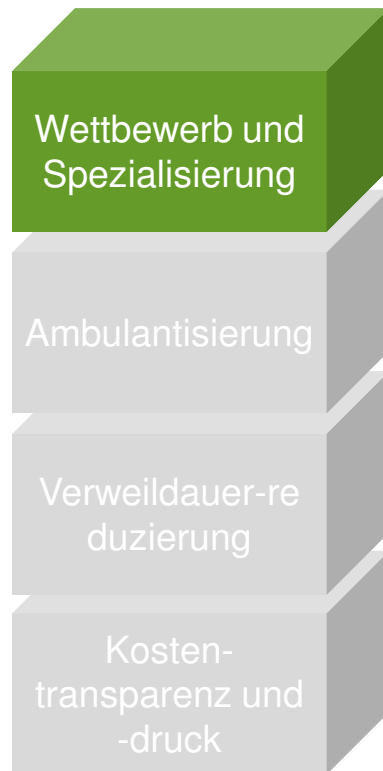 Wettbewerb und
Spezialisierung
Ambulantisierung
Verweildauer-re
duzierung
Kosten-
transparenz und
-druck